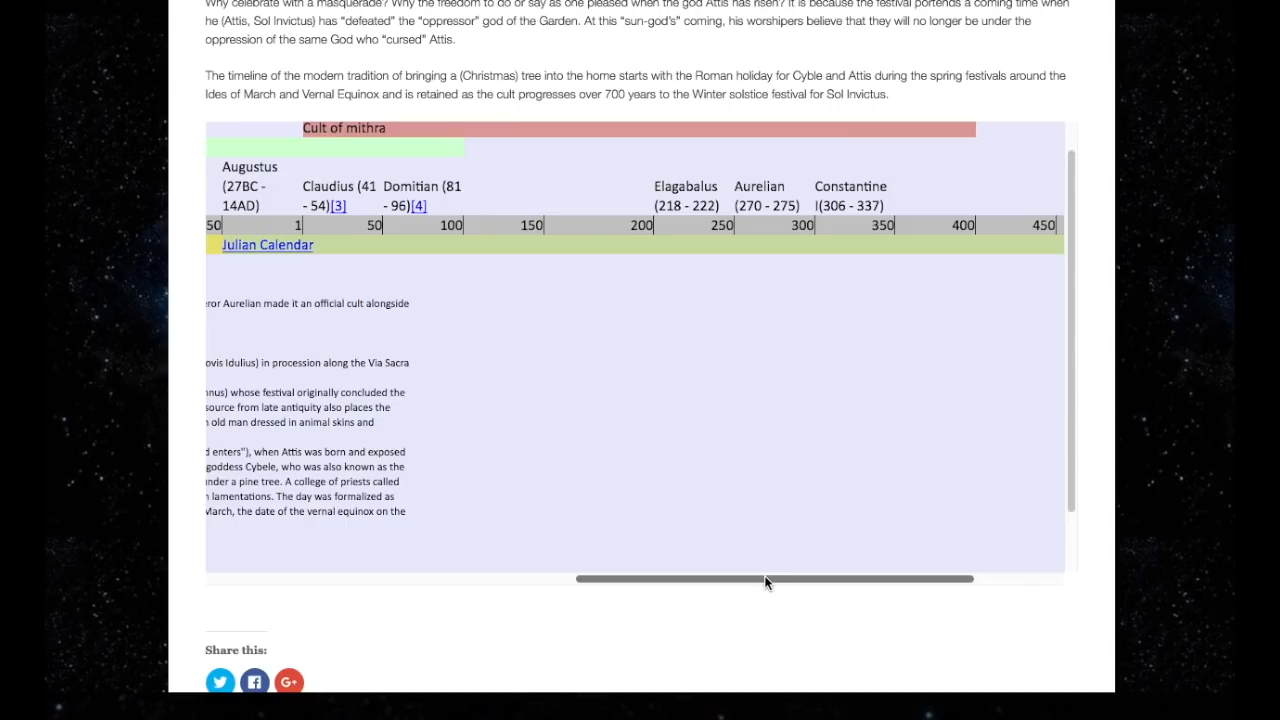 Why celebrate with a masquerade? Why the freedom to do or say as one pleased when the god Attis has risen? It is because the festival portends a coming time when
he (Attis, Sol Invictus) has “defeated” the “oppressor” god of the Garden. At this “sun-god’s” coming, his worshipers believe that they will no longer be under the
oppression of the same God who “cursed” Attis.
The timeline of the modern tradition of bringing a (Christmas) tree into the home starts with the Roman holiday for Cyble and Attis during the spring festivals around the
Ides of March and Vernal Equinox and is retained as the cult progresses over 700 years to the Winter solstice festival for Sol Invictus.
Cult of mithra
Augustus
(27BC - Claudius (41 Domitian (81 Elagabalus Aurelian Constantine
14AD) - 54)[3] - 96)[4] (218 - 222) (270 - 275) I(306 - 337)
50 1 50 100 150 200 250 300 350 400 450
Julian Calendar
ror Aurelian made it an official cult alongside
ovis Idulius) in procession along the Via Sacra
nnus) whose festival originally concluded the
source from late antiquity also places the
n old man dressed in animal skins and
d enters"), when Attis was born and exposed
goddess Cybele, who was also known as the
under a pine tree. A college of priests called
n lamentations. The day was formalized as
March, the date of the vernal equinox on the
Share this:
G+